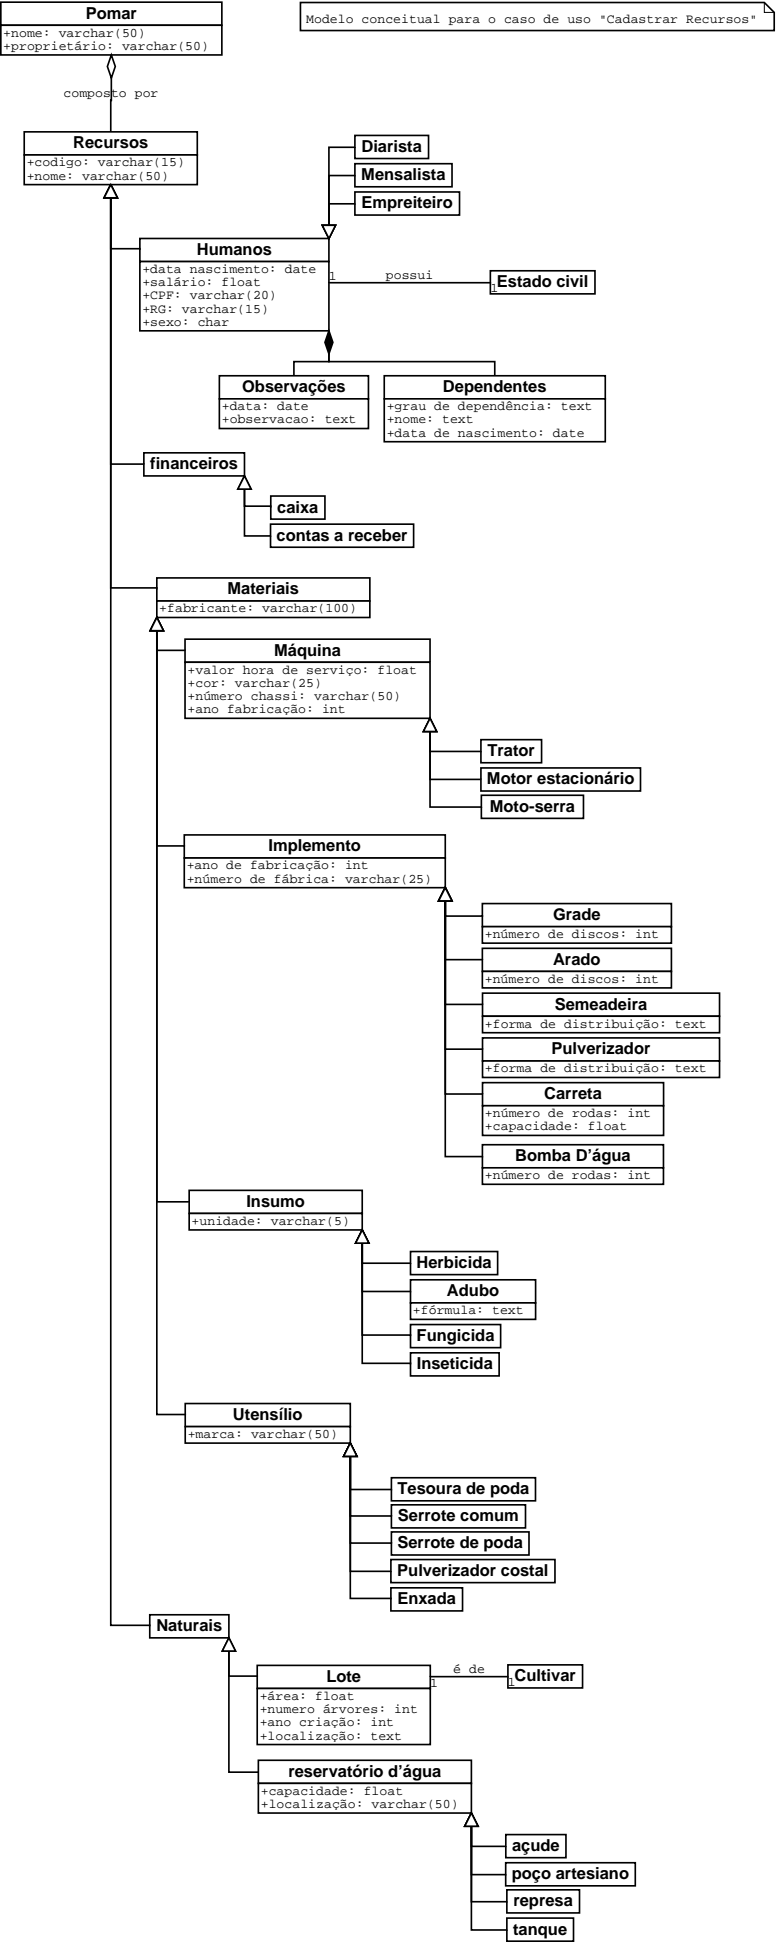 Pomar
+nome: varchar(50)
+proprietário: varchar(50)
Modelo conceitual para o caso de uso "Cadastrar Recursos"
composto por
Recursos
+codigo: varchar(15)
+nome: varchar(50)
Diarista
Mensalista
Empreiteiro
Humanos
+data nascimento: date
+salário: float
+CPF: varchar(20)
+RG: varchar(15)
+sexo: char
1 possui 1
Estado civil
Observações
+data: date
+observacao: text
Dependentes
+grau de dependência: text
+nome: text
+data de nascimento: date
financeiros
caixa
contas a receber
Materiais
+fabricante: varchar(100)
Máquina
+valor hora de serviço: float
+cor: varchar(25)
+número chassi: varchar(50)
+ano fabricação: int
Trator
Motor estacionário
Moto-serra
Implemento
+ano de fabricação: int
+número de fábrica: varchar(25)
Grade
+número de discos: int
Arado
+número de discos: int
Semeadeira
+forma de distribuição: text
Pulverizador
+forma de distribuição: text
Carreta
+número de rodas: int
+capacidade: float
Bomba D'água
+número de rodas: int
Insumo
+unidade: varchar(5)
Herbicida
Adubo
+fórmula: text
Fungicida
Inseticida
Utensílio
+marca: varchar(50)
Tesoura de poda
Serrote comum
Serrote de poda
Pulverizador costal
Enxada
Naturais
Lote
+área: float
+numero árvores: int
+ano criação: int
+localização: text
1 é de 1
Cultivar
reservatório d'água
+capacidade: float
+localização: varchar(50)
açude
poço artesiano
represa
tanque